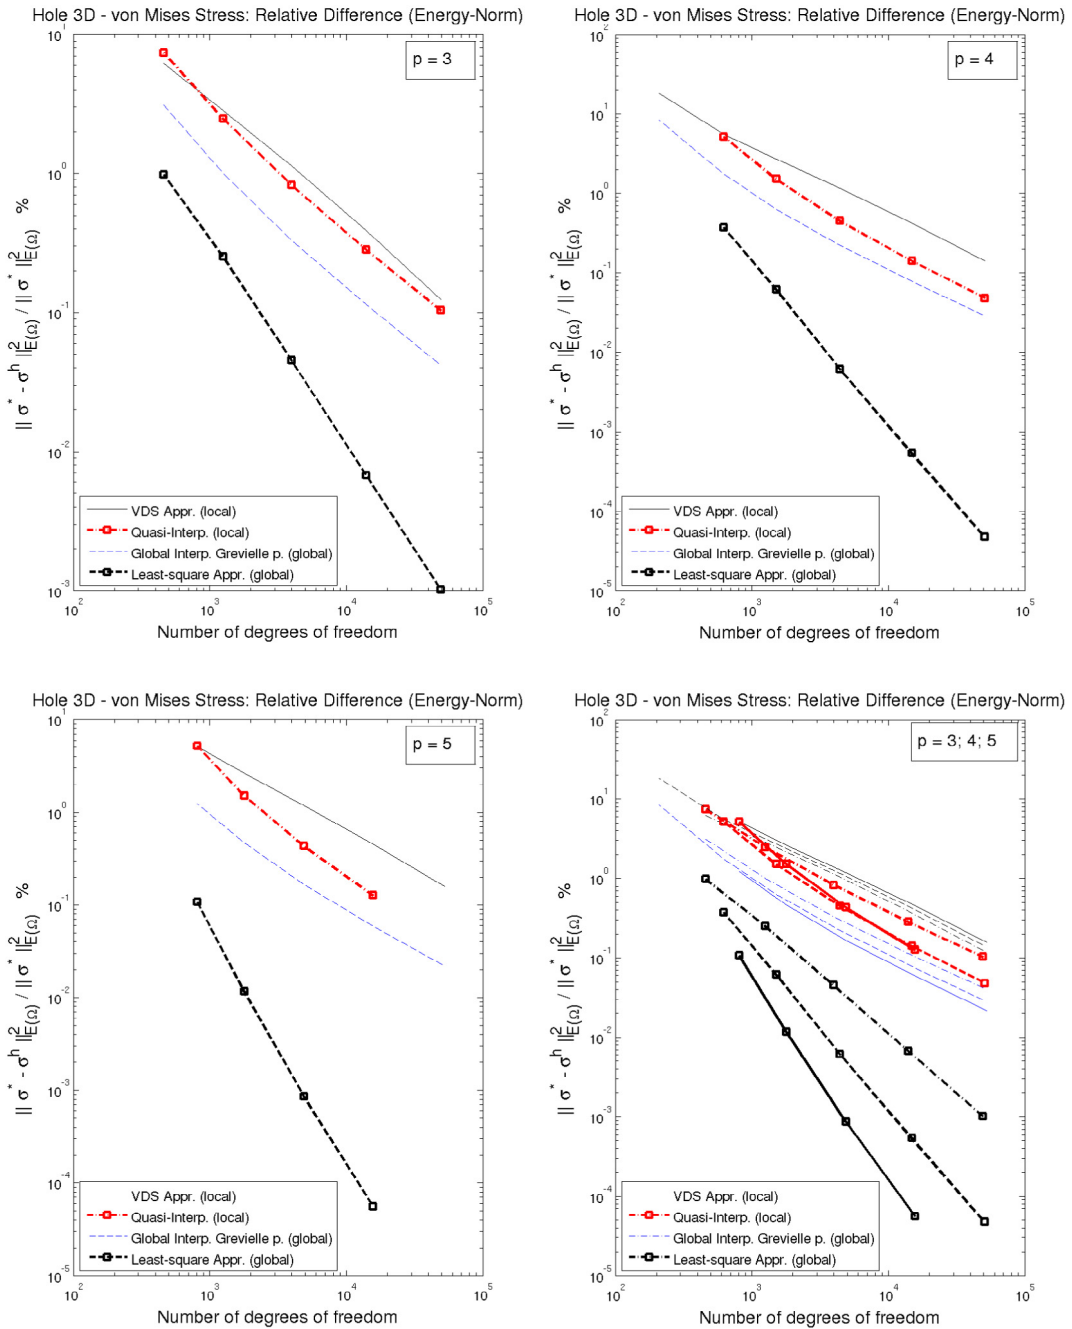 Hole 3D - von Mises Stress: Relative Difference (Energy-Norm)
10^1
10^0
10^-1
10^-2
10^-3
|| σ* - σ^h ||^2_E(Ω) / || σ* ||^2_E(Ω) %
p = 3
VDS Appr. (local)
Quasi-Interp. (local)
Global Interp. Grevielle p. (global)
Least-square Appr. (global)
10^2 10^3 10^4 10^5
Number of degrees of freedom
Hole 3D - von Mises Stress: Relative Difference (Energy-Norm)
10^2
10^1
10^0
10^-1
10^-2
10^-3
10^-4
10^-5
|| σ* - σ^h ||^2_E(Ω) / || σ* ||^2_E(Ω) %
p = 4
VDS Appr. (local)
Quasi-Interp. (local)
Global Interp. Grevielle p. (global)
Least-square Appr. (global)
10^2 10^3 10^4 10^5
Number of degrees of freedom
Hole 3D - von Mises Stress: Relative Difference (Energy-Norm)
10^1
10^0
10^-1
10^-2
10^-3
10^-4
10^-5
|| σ* - σ^h ||^2_E(Ω) / || σ* ||^2_E(Ω) %
p = 5
VDS Appr. (local)
Quasi-Interp. (local)
Global Interp. Grevielle p. (global)
Least-square Appr. (global)
10^2 10^3 10^4 10^5
Number of degrees of freedom
Hole 3D - von Mises Stress: Relative Difference (Energy-Norm)
10^2
10^1
10^0
10^-1
10^-2
10^-3
10^-4
10^-5
|| σ* - σ^h ||^2_E(Ω) / || σ* ||^2_E(Ω) %
p = 3; 4; 5
VDS Appr. (local)
Quasi-Interp. (local)
Global Interp. Grevielle p. (global)
Least-square Appr. (global)
10^2 10^3 10^4 10^5
Number of degrees of freedom